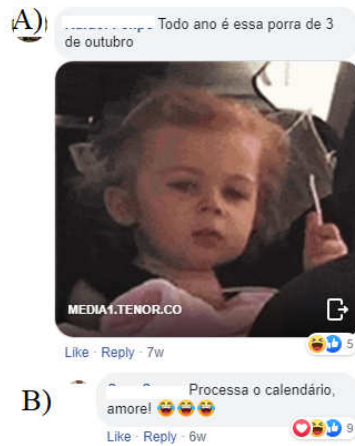 A)
Todo ano é essa porra de 3
de outubro
MEDIA1.TENOR.CO
5
Like · Reply · 7w
B)
Processa o calendário,
amore! 😂😂😂
9
Like · Reply · 6w